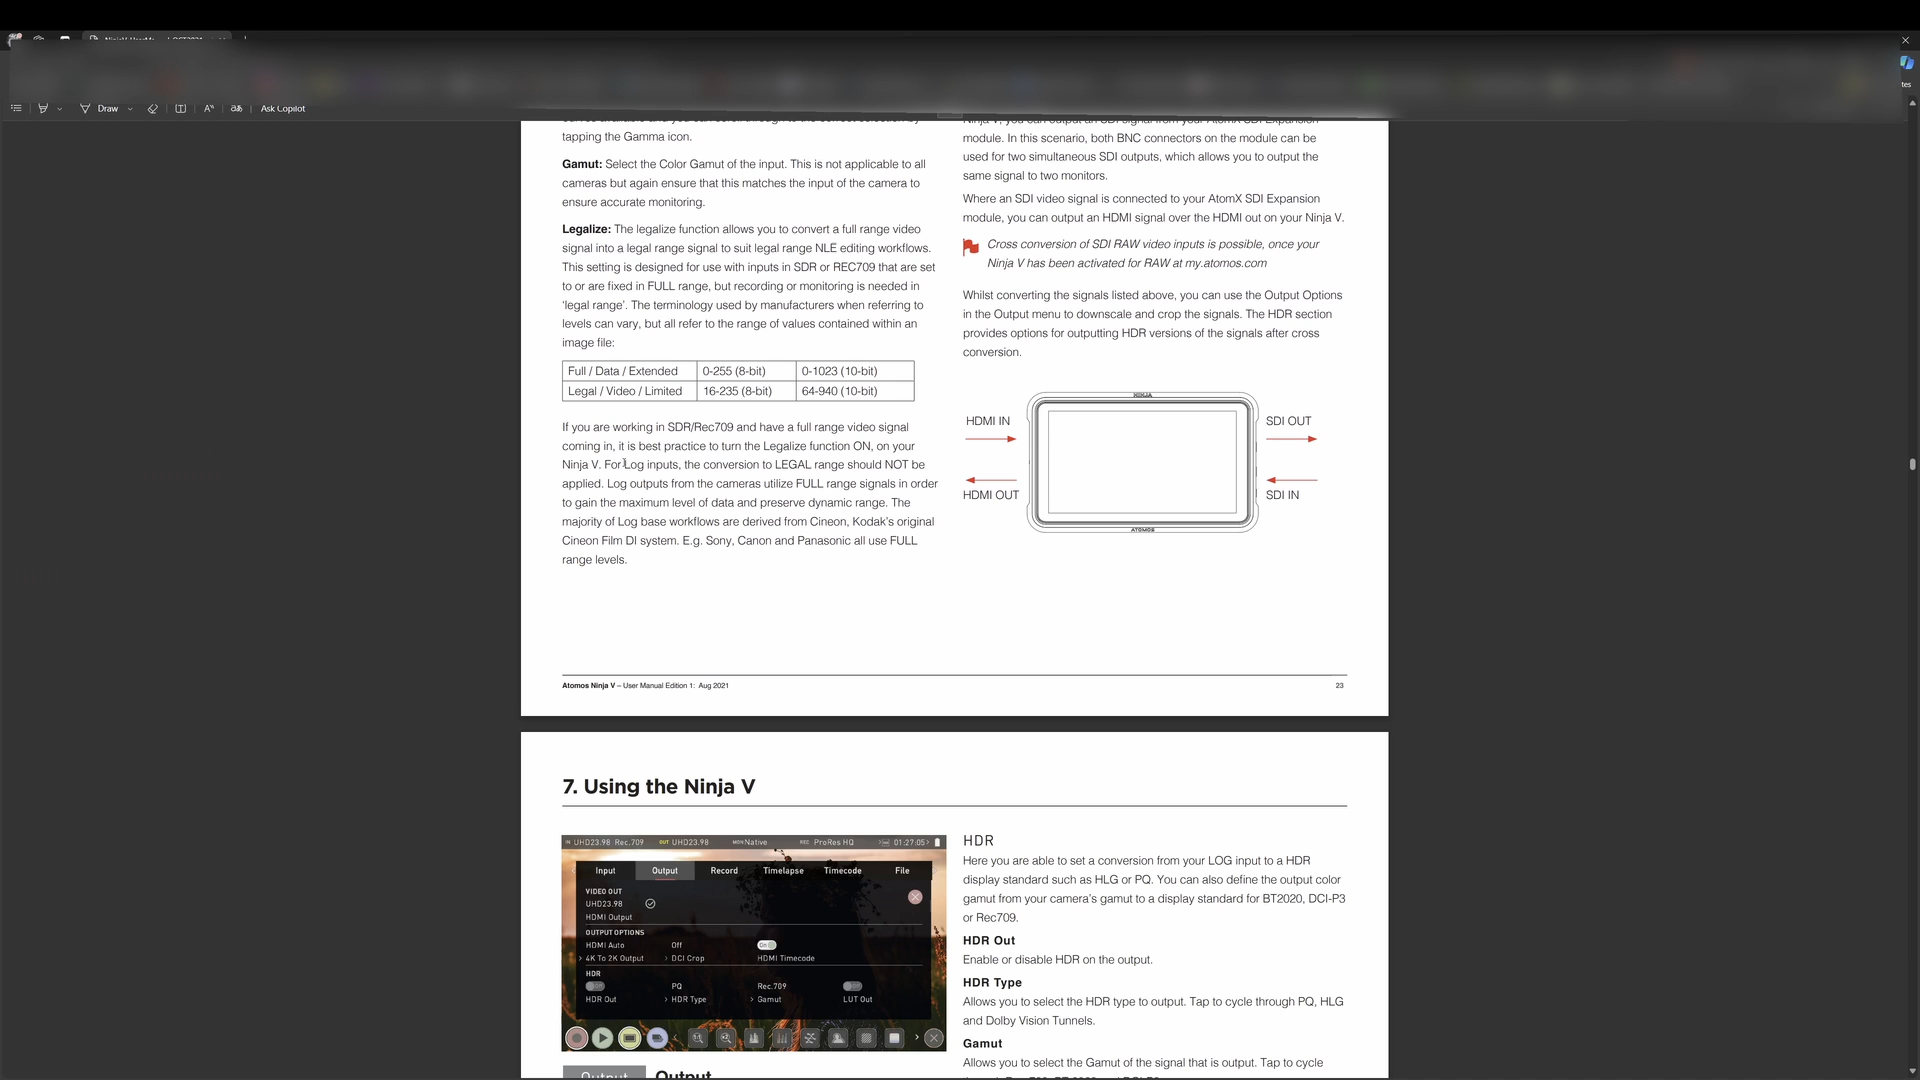 Draw
Ask Copilot
tapping the Gamma icon.
Gamut: Select the Color Gamut of the input. This is not applicable to all
cameras but again ensure that this matches the input of the camera to
ensure accurate monitoring.
Legalize: The legalize function allows you to convert a full range video
signal into a legal range signal to suit legal range NLE editing workflows.
This setting is designed for use with inputs in SDR or REC709 that are set
to or are fixed in FULL range, but recording or monitoring is needed in
‘legal range’. The terminology used by manufacturers when referring to
levels can vary, but all refer to the range of values contained within an
image file:
Full / Data / Extended 0-255 (8-bit) 0-1023 (10-bit)
Legal / Video / Limited 16-235 (8-bit) 64-940 (10-bit)
If you are working in SDR/Rec709 and have a full range video signal
coming in, it is best practice to turn the Legalize function ON, on your
Ninja V. For Log inputs, the conversion to LEGAL range should NOT be
applied. Log outputs from the cameras utilize FULL range signals in order
to gain the maximum level of data and preserve dynamic range. The
majority of Log base workflows are derived from Cineon, Kodak’s original
Cineon Film DI system. E.g. Sony, Canon and Panasonic all use FULL
range levels.
Ninja V, you can output an SDI signal from your AtomX SDI Expansion
module. In this scenario, both BNC connectors on the module can be
used for two simultaneous SDI outputs, which allows you to output the
same signal to two monitors.
Where an SDI video signal is connected to your AtomX SDI Expansion
module, you can output an HDMI signal over the HDMI out on your Ninja V.
Cross conversion of SDI RAW video inputs is possible, once your
Ninja V has been activated for RAW at my.atomos.com
Whilst converting the signals listed above, you can use the Output Options
in the Output menu to downscale and crop the signals. The HDR section
provides options for outputting HDR versions of the signals after cross
conversion.
NINJA
HDMI IN
SDI OUT
HDMI OUT
SDI IN
ATOMOS
Atomos Ninja V – User Manual Edition 1: Aug 2021
23
7. Using the Ninja V
IN UHD23.98 Rec.709 OUT UHD23.98 MON Native REC ProRes HQ 01:27:05
Input Output Record Timelapse Timecode File
VIDEO OUT
UHD23.98
HDMI Output
OUTPUT OPTIONS
HDMI Auto Off On
4K To 2K Output DCI Crop HDMI Timecode
HDR
Off PQ Rec.709 Off
HDR Out HDR Type Gamut LUT Out
Output Output
HDR
Here you are able to set a conversion from your LOG input to a HDR
display standard such as HLG or PQ. You can also define the output color
gamut from your camera’s gamut to a display standard for BT2020, DCI-P3
or Rec709.
HDR Out
Enable or disable HDR on the output.
HDR Type
Allows you to select the HDR type to output. Tap to cycle through PQ, HLG
and Dolby Vision Tunnels.
Gamut
Allows you to select the Gamut of the signal that is output. Tap to cycle